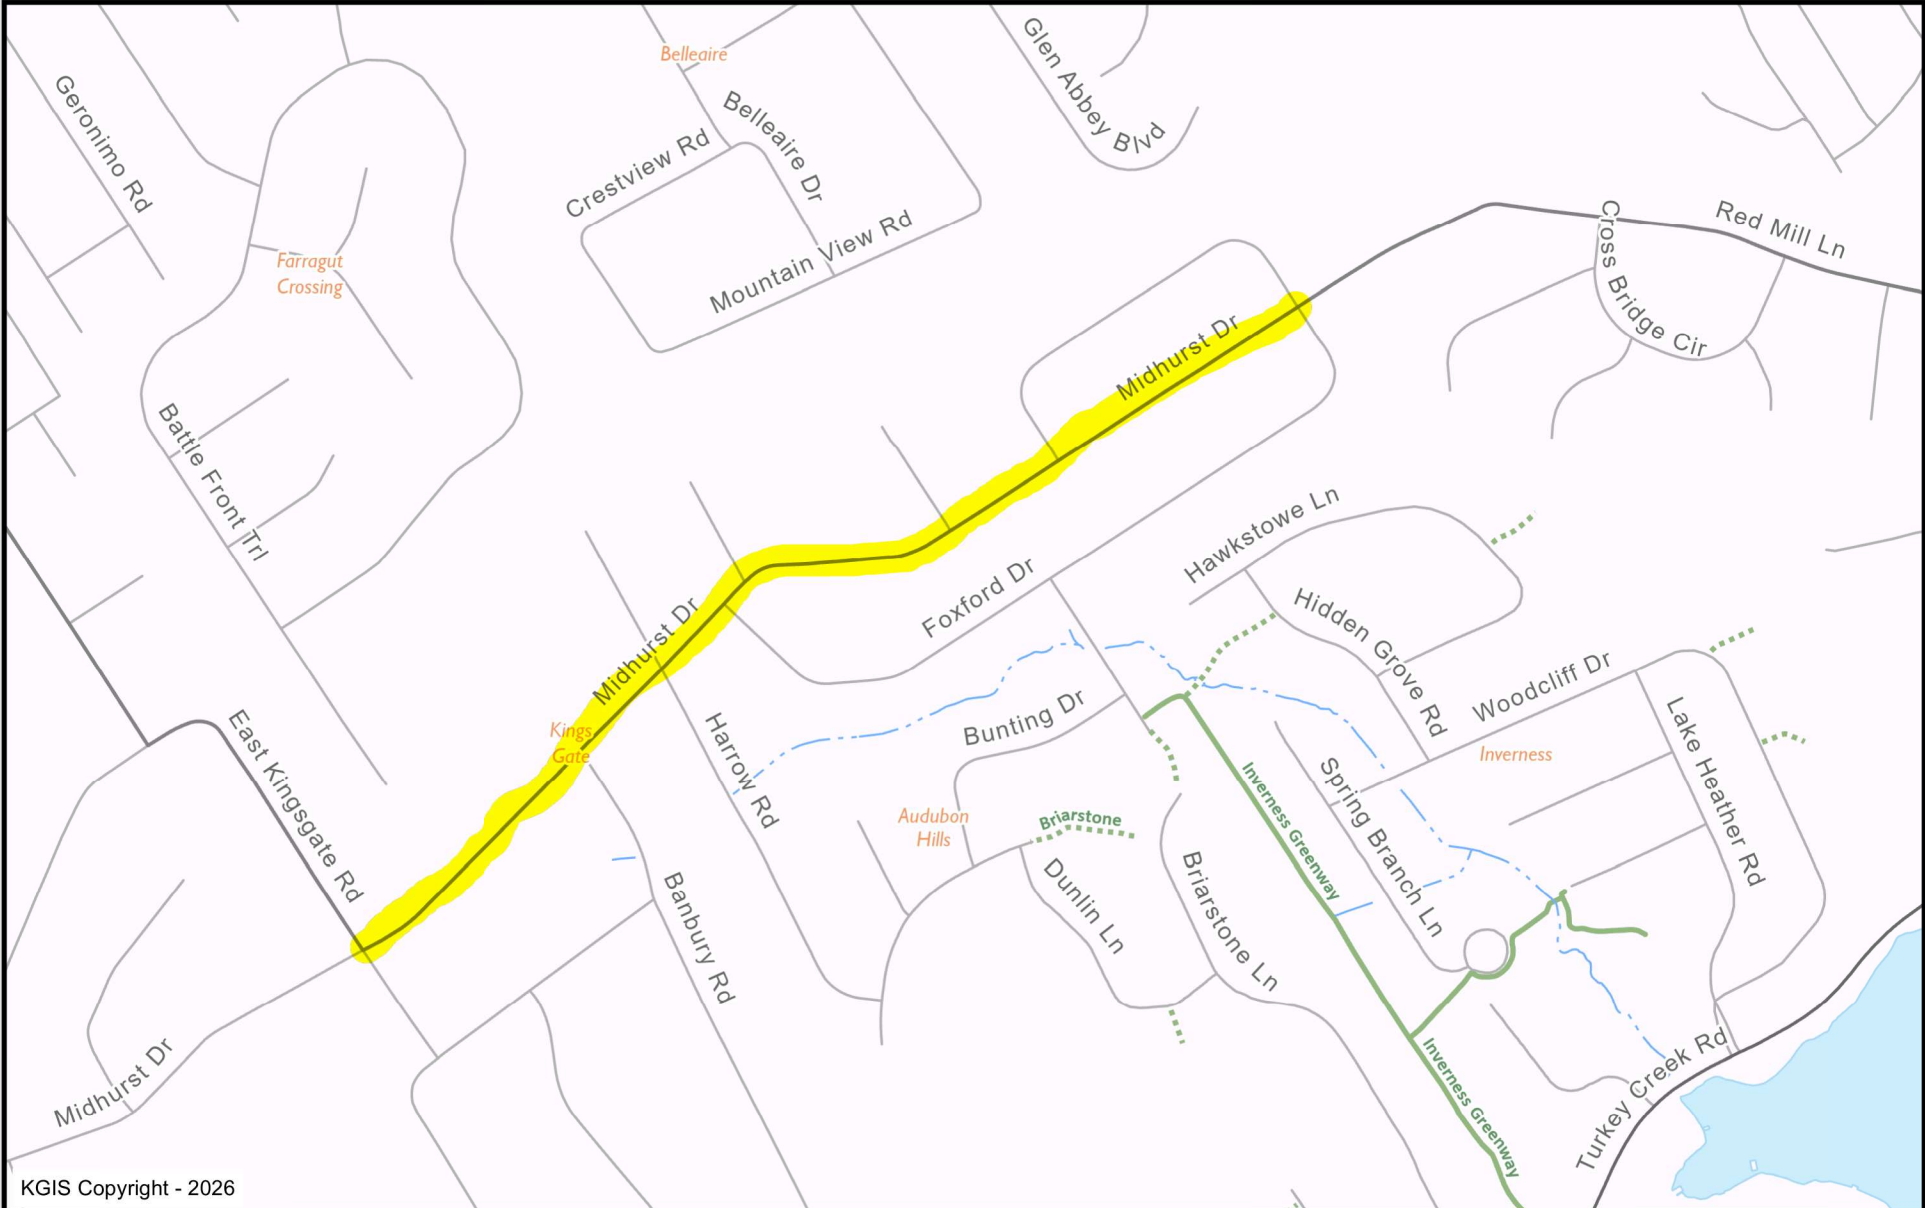 Belleaire
Glen Abbey Blvd
Geronimo Rd
Belleaire Dr
Crestview Rd
Mountain View Rd
Cross Bridge Cir
Red Mill Ln
Farragut
Crossing
Midhurst Dr
Battle Front Trl
Hawkstowe Ln
Foxford Dr
Hidden Grove Rd
Midhurst Dr
Woodcliff Dr
Bunting Dr
Lake Heather Rd
East Kingsgate Rd
Kings
Gate
Harrow Rd
Inverness
Inverness Greenway
Spring Branch Ln
Audubon
Hills
Briarstone
Dunlin Ln
Briarstone Ln
Banbury Rd
Midhurst Dr
Inverness Greenway
Turkey Creek Rd
KGIS Copyright - 2026